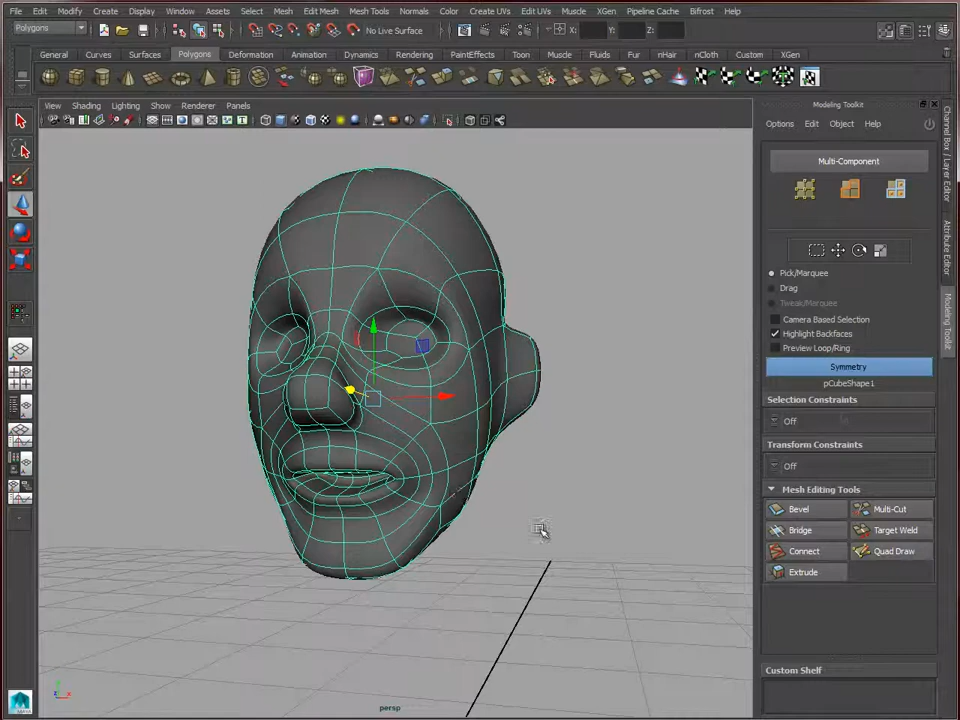 File Edit Modify Create Display Window Assets Select Mesh Edit Mesh Mesh Tools Normals Color Create UVs Edit UVs Muscle XGen Pipeline Cache Bifrost Help
Polygons No Live Surface X: Y: Z:
General Curves Surfaces Polygons Deformation Animation Dynamics Rendering PaintEffects Toon Muscle Fluids Fur nHair nCloth Custom XGen
View Shading Lighting Show Renderer Panels
Modeling Toolkit
Options Edit Object Help
Multi-Component
Pick/Marquee
Drag
Tweak/Marquee
Camera Based Selection
Highlight Backfaces
Preview Loop/Ring
Symmetry
pCubeShape1
Selection Constraints
Off
Transform Constraints
Off
Mesh Editing Tools
Bevel Multi-Cut
Bridge Target Weld
Connect Quad Draw
Extrude
Custom Shelf
Channel Box / Layer Editor
Attribute Editor
Modeling Toolkit
persp